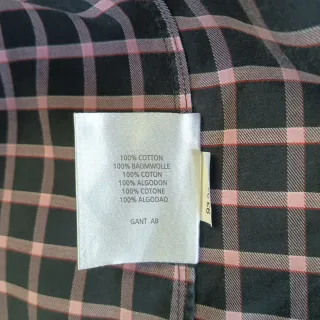 100% COTTON
100% BAUMWOLLE
100% COTON
100% ALGODON
100% COTONE
100% ALGODAO
GANT AB